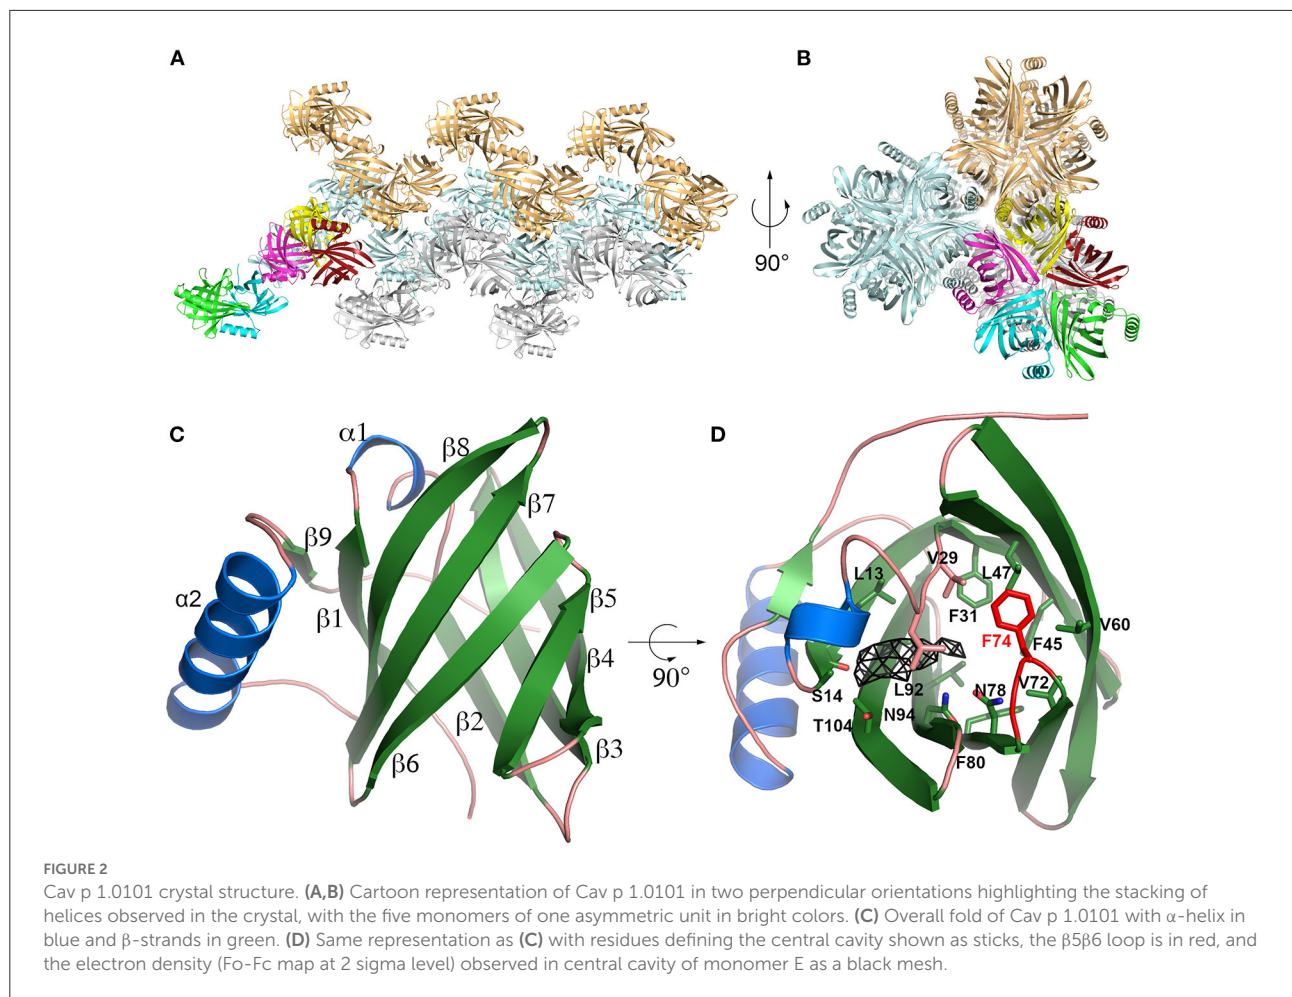 A
B
90°
C
D
α1
β8
β7
β9
α2
β1
β5
β4
β2
β3
β6
90°
V29
L13
L47
F31
V60
F74
F45
S14
L92
N78
V72
T104
N94
F80
FIGURE 2
Cav p 1.0101 crystal structure. (A,B) Cartoon representation of Cav p 1.0101 in two perpendicular orientations highlighting the stacking of
helices observed in the crystal, with the five monomers of one asymmetric unit in bright colors. (C) Overall fold of Cav p 1.0101 with α-helix in
blue and β-strands in green. (D) Same representation as (C) with residues defining the central cavity shown as sticks, the β5β6 loop is in red, and
the electron density (Fo-Fc map at 2 sigma level) observed in central cavity of monomer E as a black mesh.